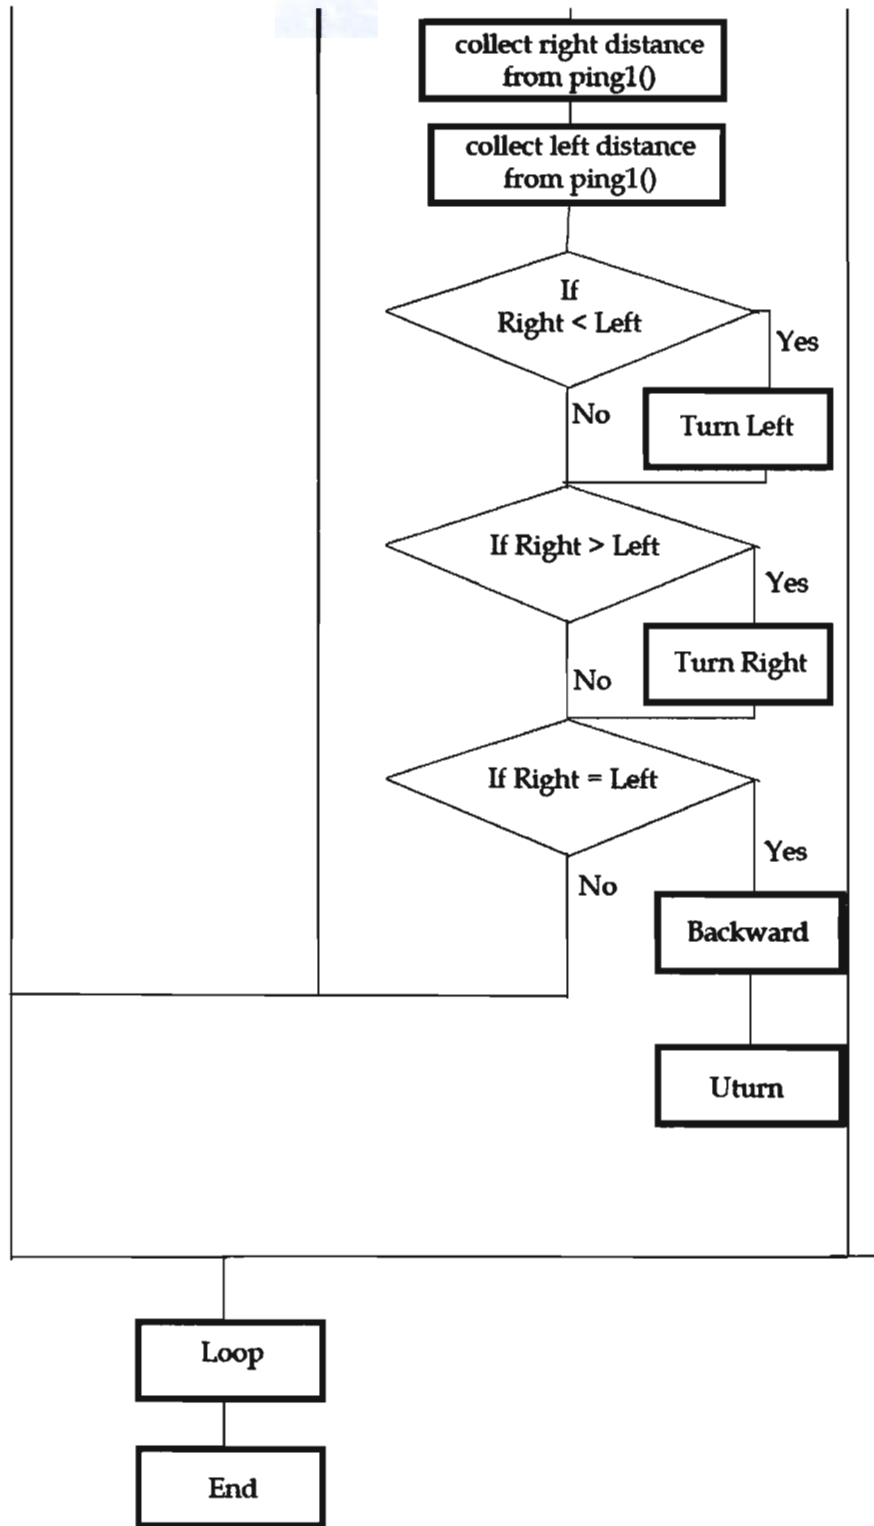 collect right distance
from ping1()
collect left distance
from ping1()
If
Right < Left
Yes
No
Turn Left
If Right > Left
Yes
No
Turn Right
If Right = Left
Yes
No
Backward
Uturn
Loop
End